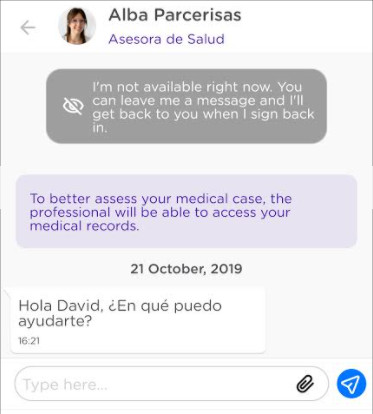 Alba Parcerisas
Asesora de Salud
I'm not available right now. You
can leave me a message and I'll
get back to you when I sign back
in.
To better assess your medical case, the
professional will be able to access your
medical records.
21 October, 2019
Hola David, ¿En qué puedo
ayudarte?
16:21
Type here...